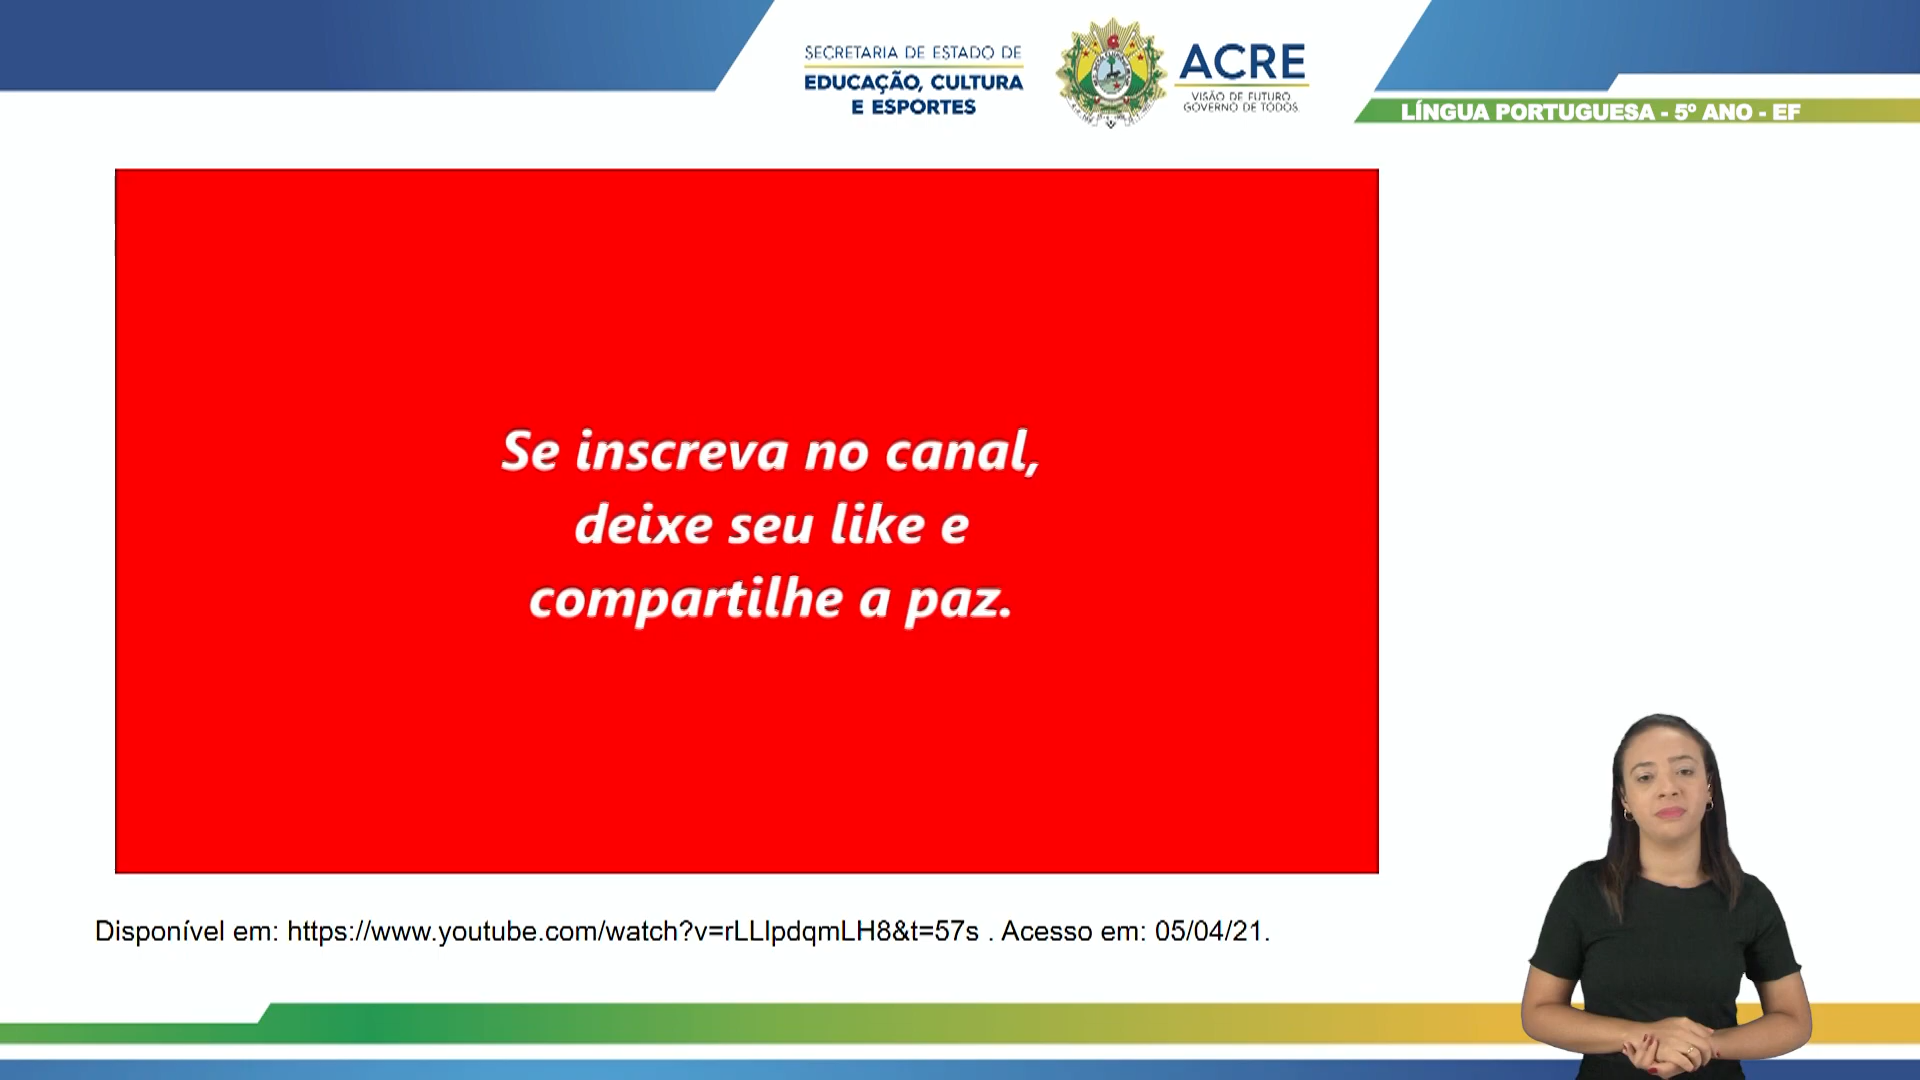 SECRETARIA DE ESTADO DE
EDUCAÇÃO, CULTURA
E ESPORTES
ACRE
VISÃO DE FUTURO
GOVERNO DE TODOS
LÍNGUA PORTUGUESA - 5º ANO - EF
Se inscreva no canal,
deixe seu like e
compartilhe a paz.
Disponível em: https://www.youtube.com/watch?v=rLLlpdqmLH8&t=57s . Acesso em: 05/04/21.